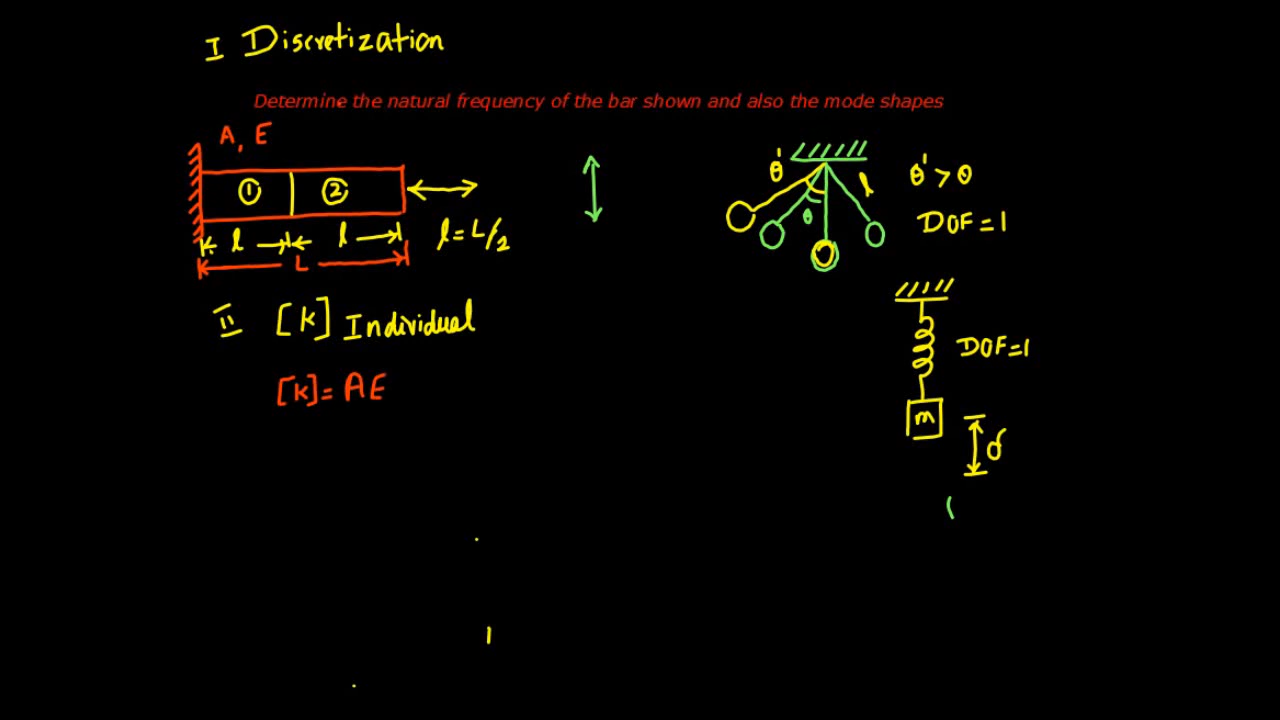 I Discretization
Determine the natural frequency of the bar shown and also the mode shapes
A, E
① ②
l l
L
l = L/2
II [K] Individual
[K] = AE
θ' θ l
θ' > θ
DOF = 1
DOF = 1
m
δ